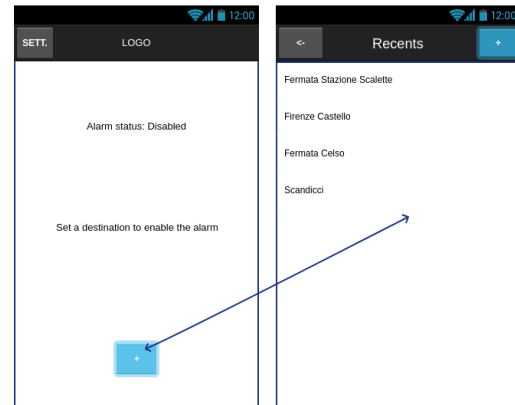 12:00
SETT.
LOGO
Alarm status: Disabled
Set a destination to enable the alarm
+
12:00
<-
Recents
+
Fermata Stazione Scalette
Firenze Castello
Fermata Celso
Scandicci